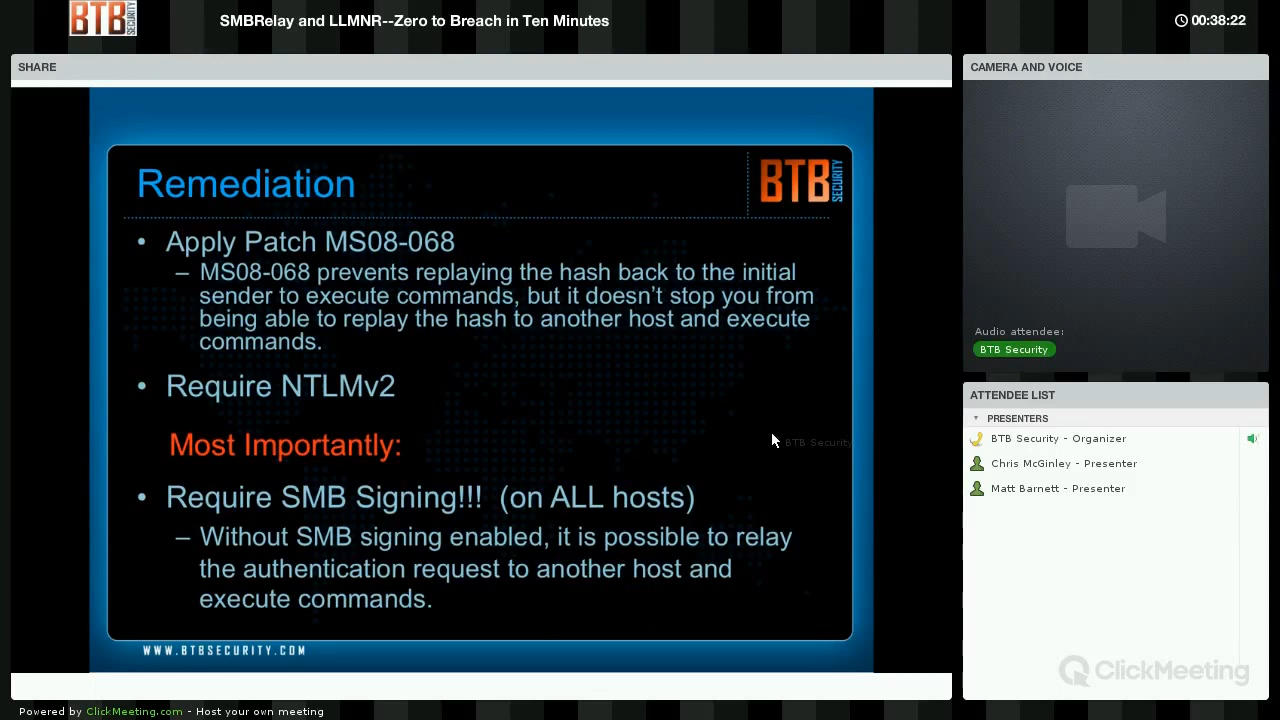 BTB SECURITY
SMBRelay and LLMNR--Zero to Breach in Ten Minutes
00:38:22
SHARE
Remediation
BTB SECURITY
• Apply Patch MS08-068
– MS08-068 prevents replaying the hash back to the initial
sender to execute commands, but it doesn't stop you from
being able to replay the hash to another host and execute
commands.
• Require NTLMv2
Most Importantly:
BTB Security
• Require SMB Signing!!! (on ALL hosts)
– Without SMB signing enabled, it is possible to relay
the authentication request to another host and
execute commands.
WWW.BTBSECURITY.COM
CAMERA AND VOICE
Audio attendee:
BTB Security
ATTENDEE LIST
PRESENTERS
BTB Security - Organizer
Chris McGinley - Presenter
Matt Barnett - Presenter
ClickMeeting
Powered by ClickMeeting.com - Host your own meeting